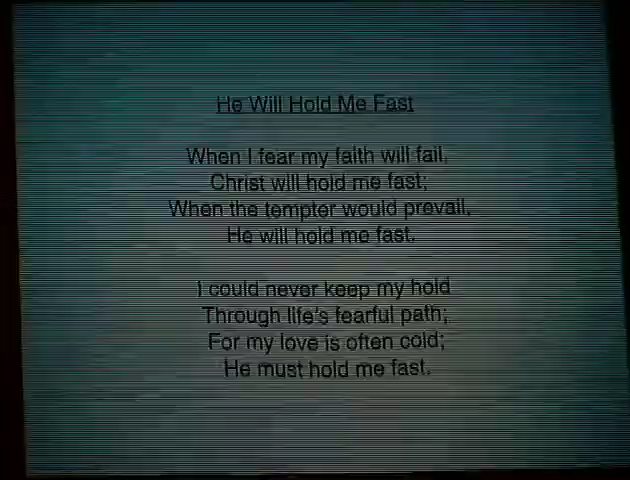 He Will Hold Me Fast
When I fear my faith will fail,
Christ will hold me fast;
When the tempter would prevail,
He will hold me fast.
I could never keep my hold
Through life's fearful path;
For my love is often cold;
He must hold me fast.